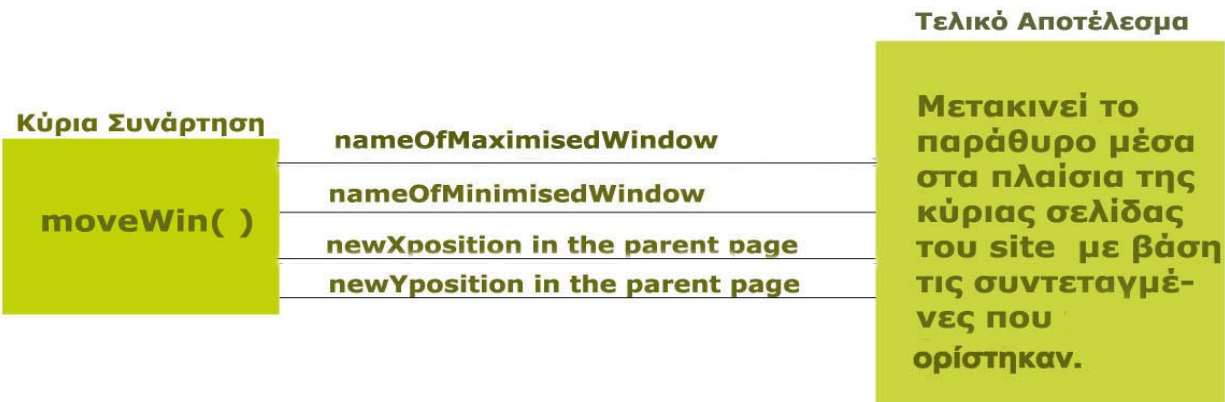 Τελικό Αποτέλεσμα
Κύρια Συνάρτηση
moveWin( )
nameOfMaximisedWindow
nameOfMinimisedWindow
newXposition in the parent page
newYposition in the parent page
Μετακινεί το
παράθυρο μέσα
στα πλαίσια της
κύριας σελίδας
του site με βάση
τις συντεταγμέ-
νες που
ορίστηκαν.